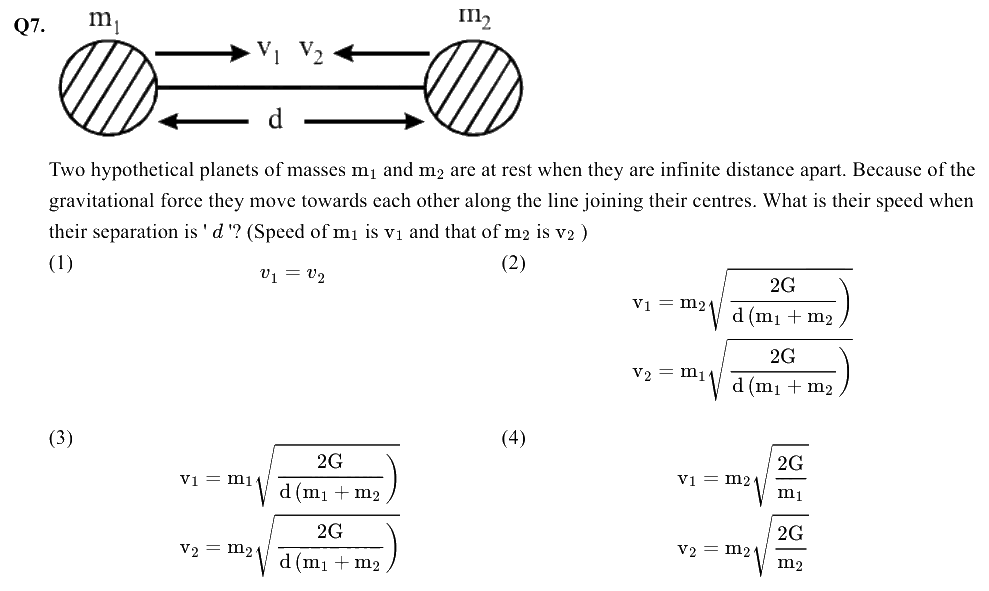 Q7.
m₁ m₂
v₁ v₂
d
Two hypothetical planets of masses m₁ and m₂ are at rest when they are infinite distance apart. Because of the
gravitational force they move towards each other along the line joining their centres. What is their speed when
their separation is ' d '? (Speed of m₁ is v₁ and that of m₂ is v₂ )
(1) v₁ = v₂
(2)
v₁ = m₂√(2G / d (m₁ + m₂))
v₂ = m₁√(2G / d (m₁ + m₂))
(3)
v₁ = m₁√(2G / d (m₁ + m₂))
v₂ = m₂√(2G / d (m₁ + m₂))
(4)
v₁ = m₂√(2G / m₁)
v₂ = m₂√(2G / m₂)